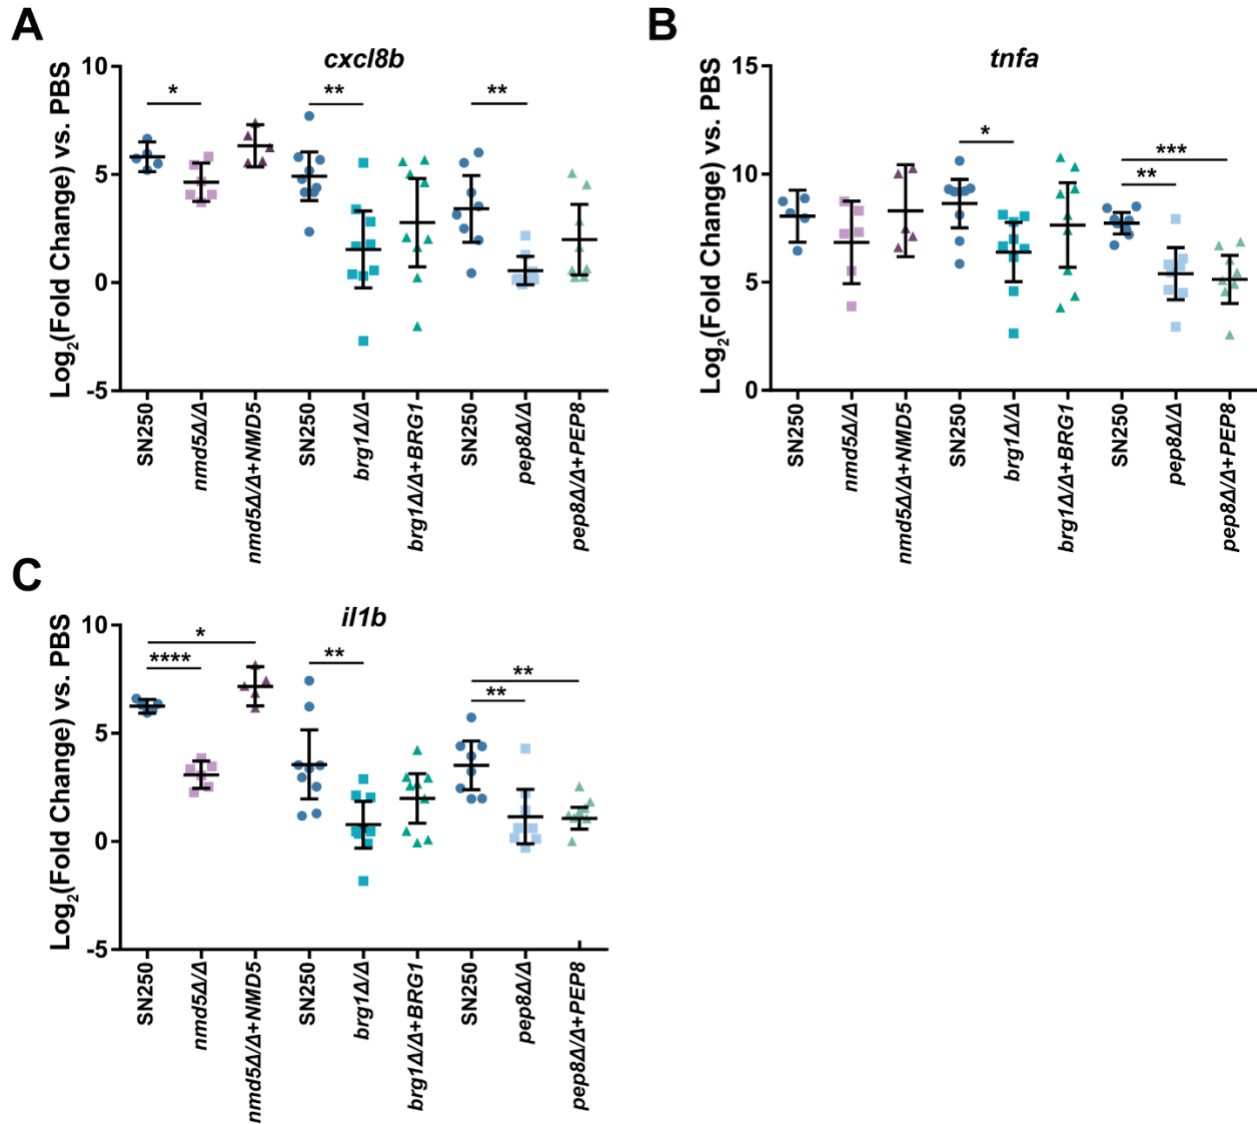 A
cxcl8b
Log₂(Fold Change) vs. PBS
10
5
0
-5
*
**
**
SN250
nmd5Δ/Δ
nmd5Δ/Δ+NMD5
SN250
brg1Δ/Δ
brg1Δ/Δ+BRG1
SN250
pep8Δ/Δ
pep8Δ/Δ+PEP8
B
tnfa
Log₂(Fold Change) vs. PBS
15
10
5
0
*
***
**
SN250
nmd5Δ/Δ
nmd5Δ/Δ+NMD5
SN250
brg1Δ/Δ
brg1Δ/Δ+BRG1
SN250
pep8Δ/Δ
pep8Δ/Δ+PEP8
C
il1b
Log₂(Fold Change) vs. PBS
10
5
0
-5
*
****
**
**
**
SN250
nmd5Δ/Δ
nmd5Δ/Δ+NMD5
SN250
brg1Δ/Δ
brg1Δ/Δ+BRG1
SN250
pep8Δ/Δ
pep8Δ/Δ+PEP8